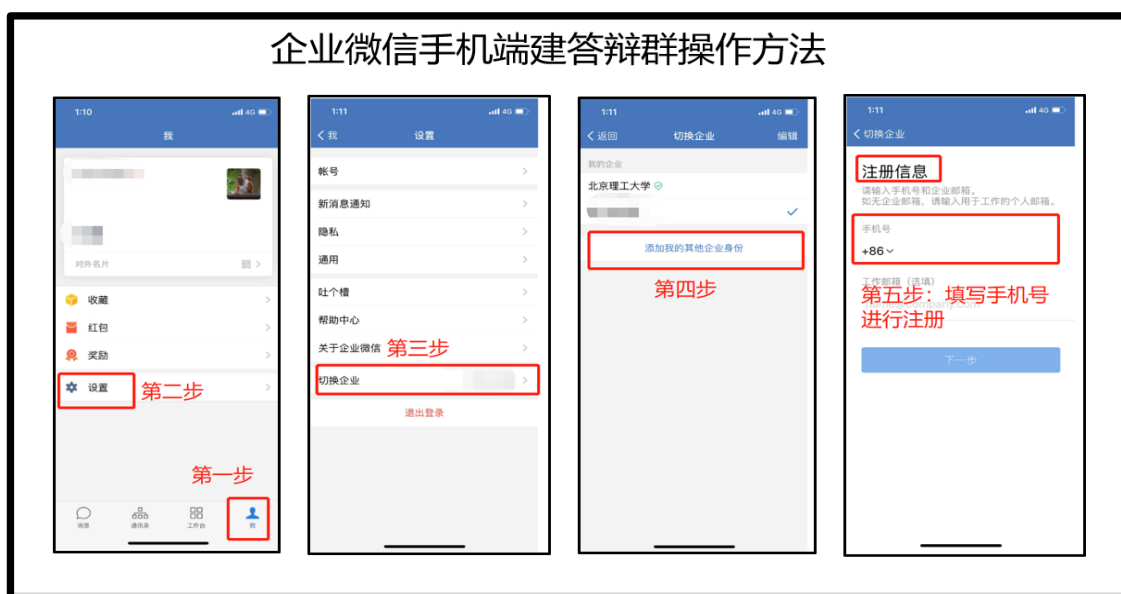 企业微信手机端建答辩群操作方法
1:10
4G
我
对外名片
收藏
红包
奖励
设置
第二步
第一步
消息
通讯录
工作台
我
1:11
4G
我
设置
帐号
新消息通知
隐私
通用
吐个槽
帮助中心
关于企业微信
第三步
切换企业
退出登录
1:11
4G
返回
切换企业
编辑
我的企业
北京理工大学
添加我的其他企业身份
第四步
1:11
4G
切换企业
注册信息
请输入手机号和企业邮箱。
如无企业邮箱，请输入用于工作的个人邮箱。
手机号
+86
工作邮箱（选填）
第五步：填写手机号
进行注册
下一步